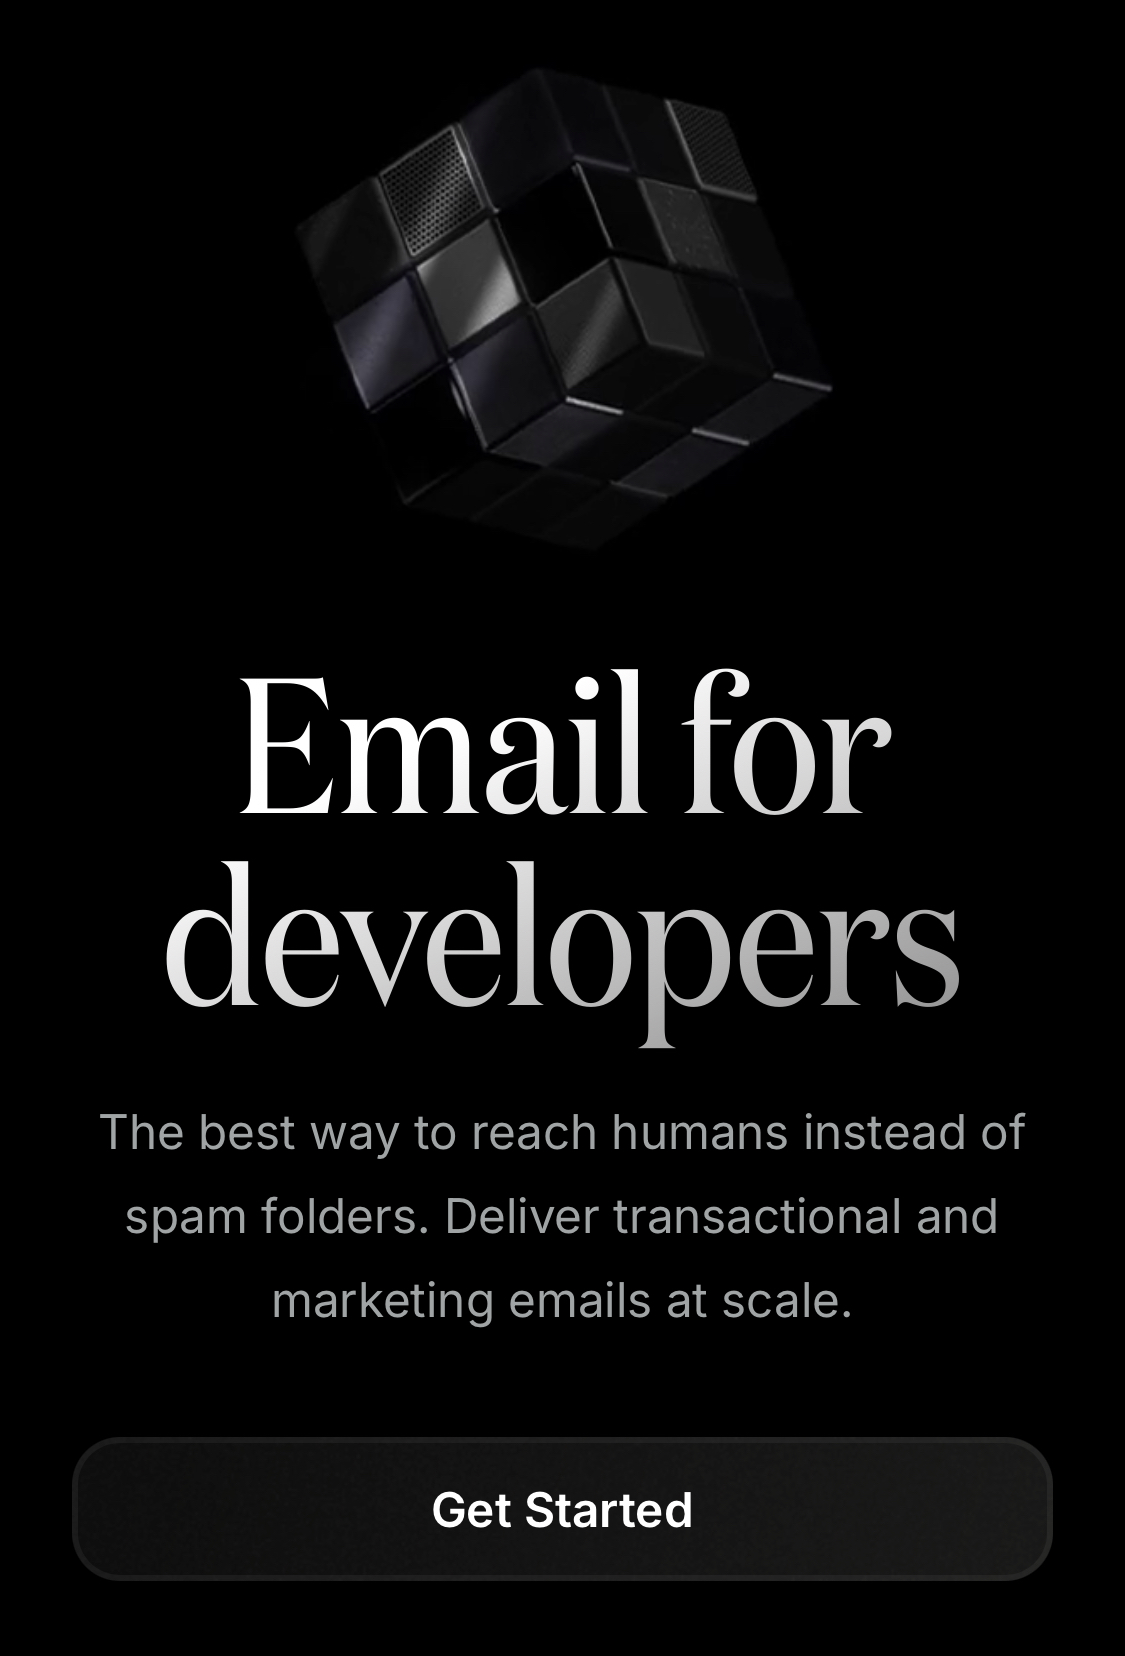 Email for
developers
The best way to reach humans instead of
spam folders. Deliver transactional and
marketing emails at scale.
Get Started